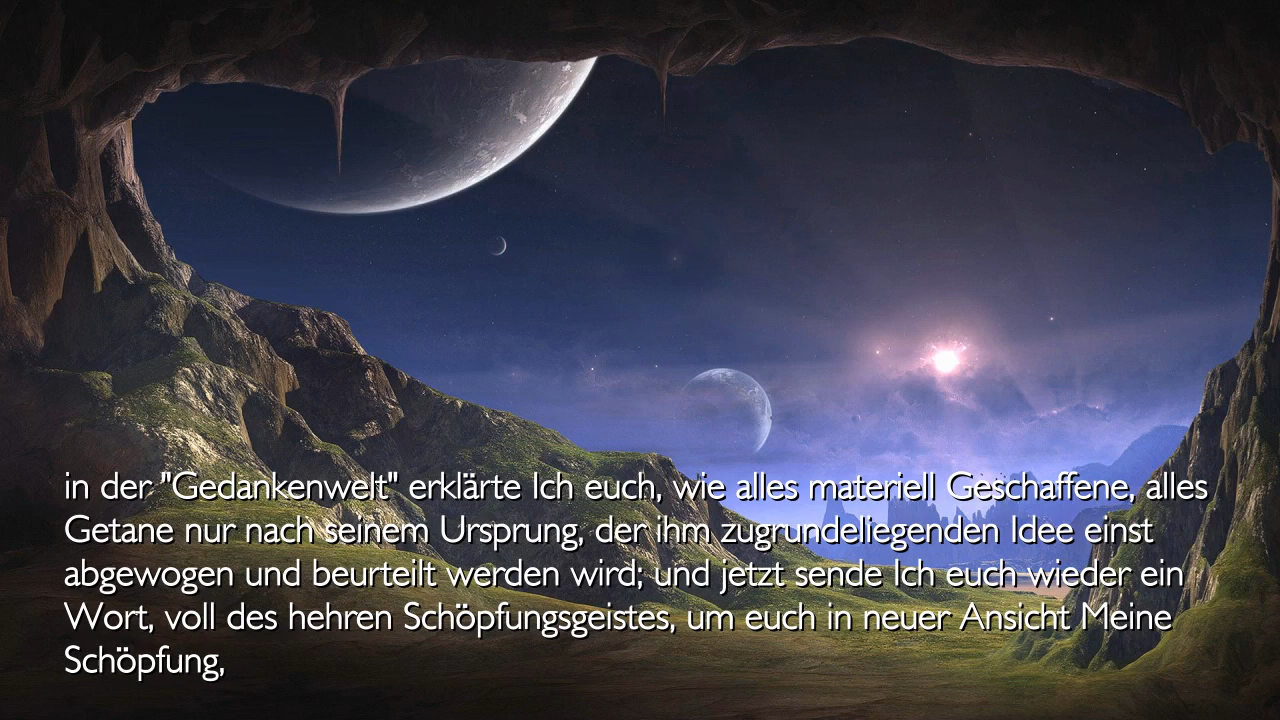 in der "Gedankenwelt" erklärte Ich euch, wie alles materiell Geschaffene, alles
Getane nur nach seinem Ursprung, der ihm zugrundeliegenden Idee einst
abgewogen und beurteilt werden wird; und jetzt sende Ich euch wieder ein
Wort, voll des hehren Schöpfungsgeistes, um euch in neuer Ansicht Meine
Schöpfung,